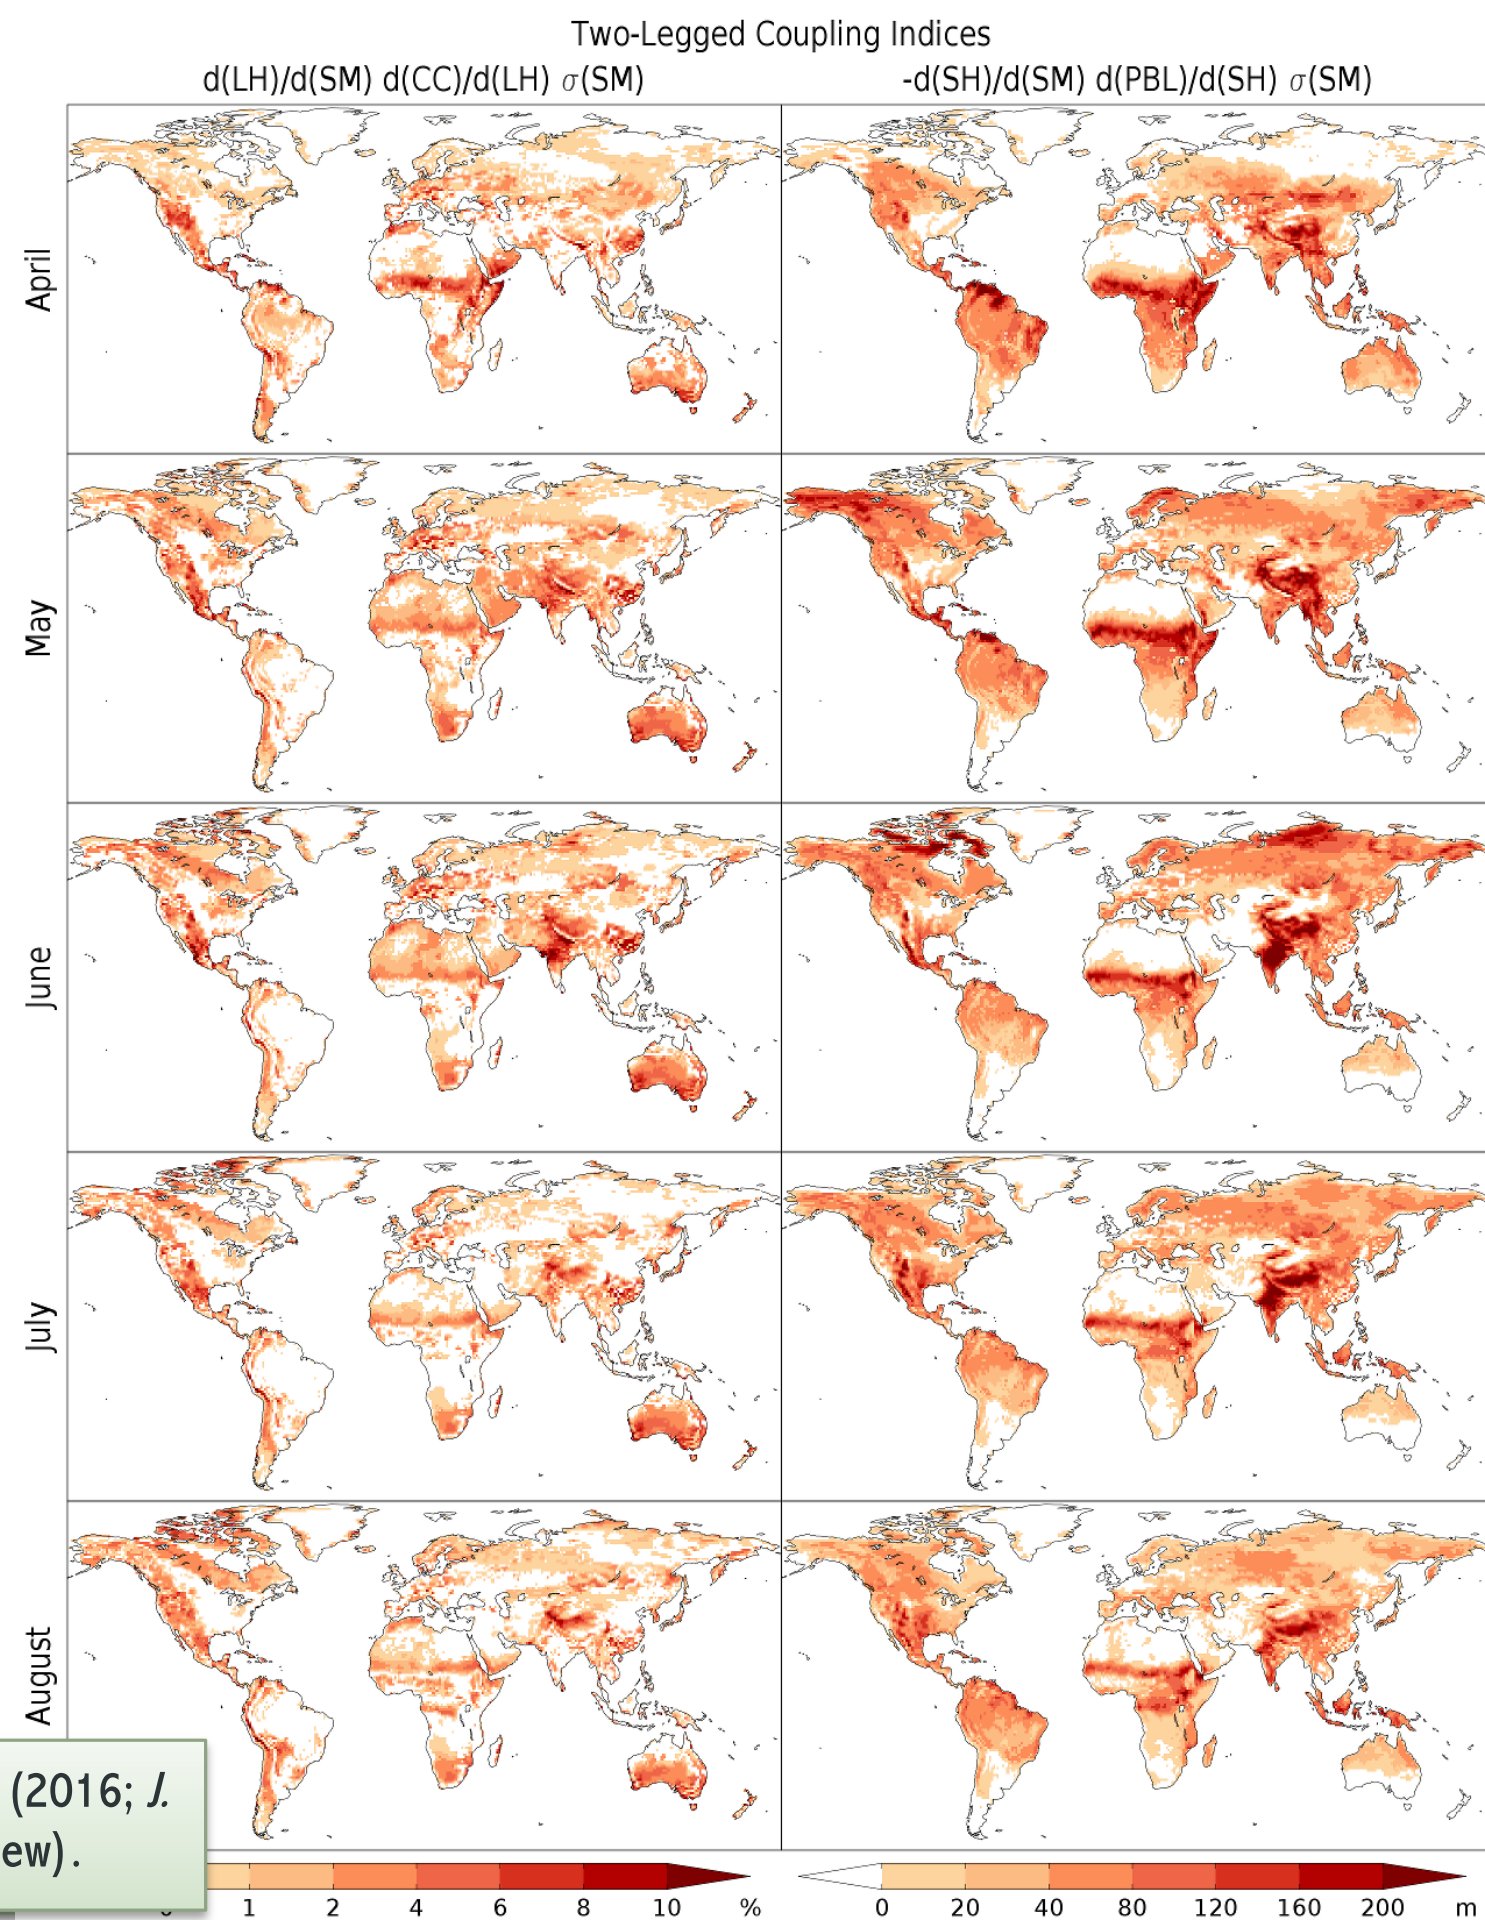 Two-Legged Coupling Indices
d(LH)/d(SM) d(CC)/d(LH) σ(SM)
-d(SH)/d(SM) d(PBL)/d(SH) σ(SM)
April
May
June
July
August
(2016; J.
ew).
1 2 4 6 8 10 %
0 20 40 80 120 160 200 m